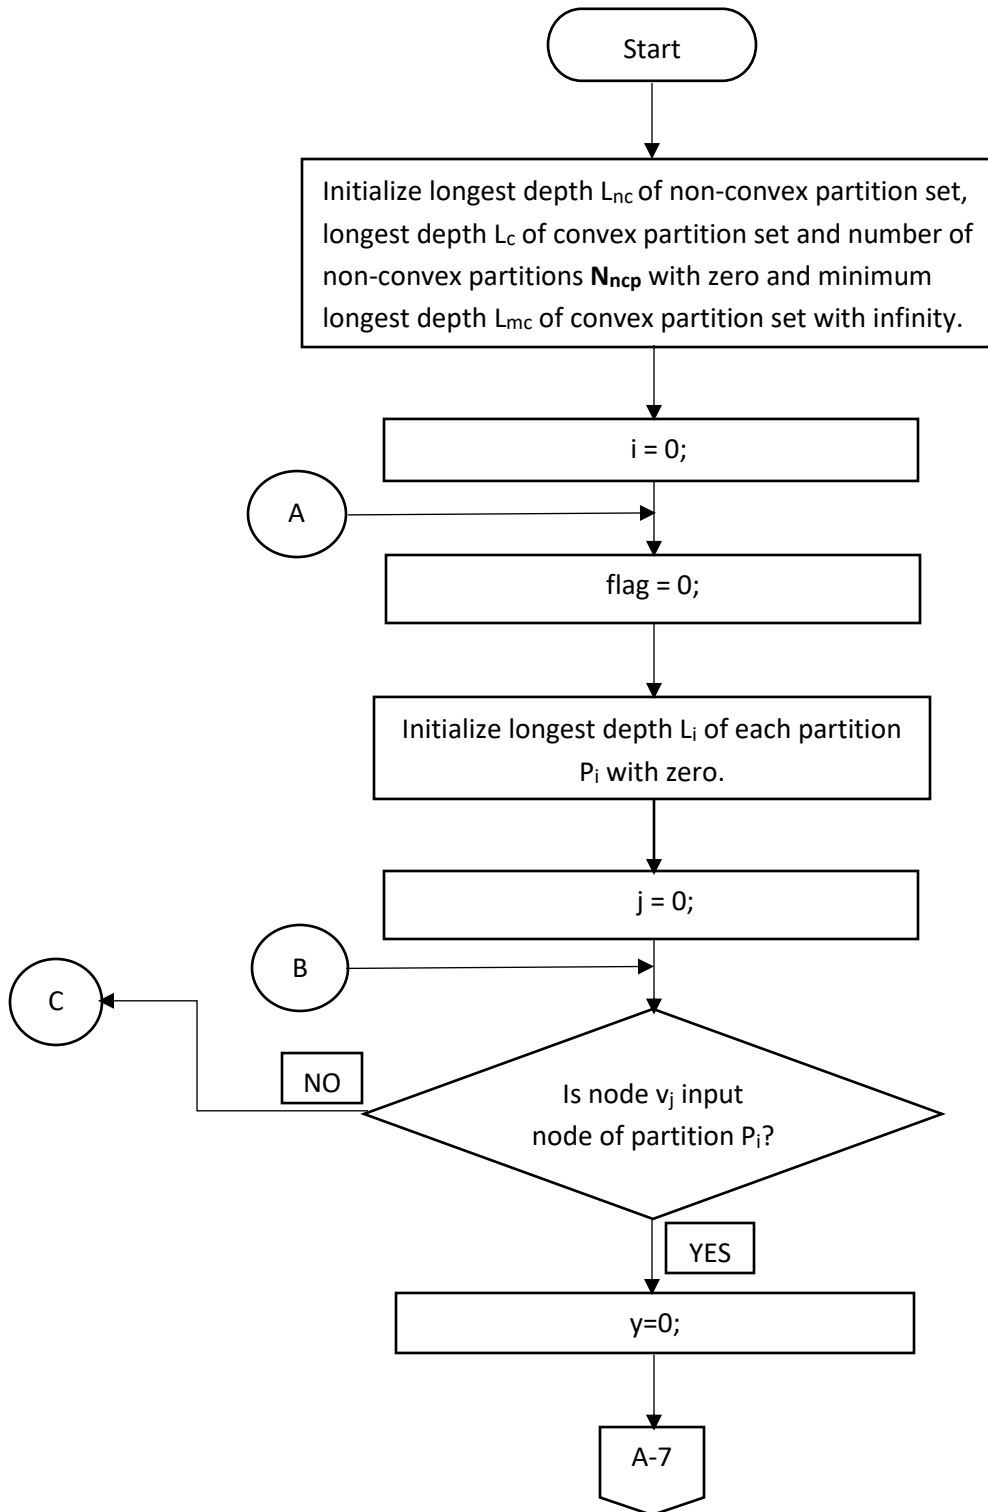 Start
Initialize longest depth Lnc of non-convex partition set,
longest depth Lc of convex partition set and number of
non-convex partitions Nncp with zero and minimum
longest depth Lmc of convex partition set with infinity.
i = 0;
A
flag = 0;
Initialize longest depth Li of each partition
Pi with zero.
j = 0;
B
C
NO
Is node vj input
node of partition Pi?
YES
y=0;
A-7